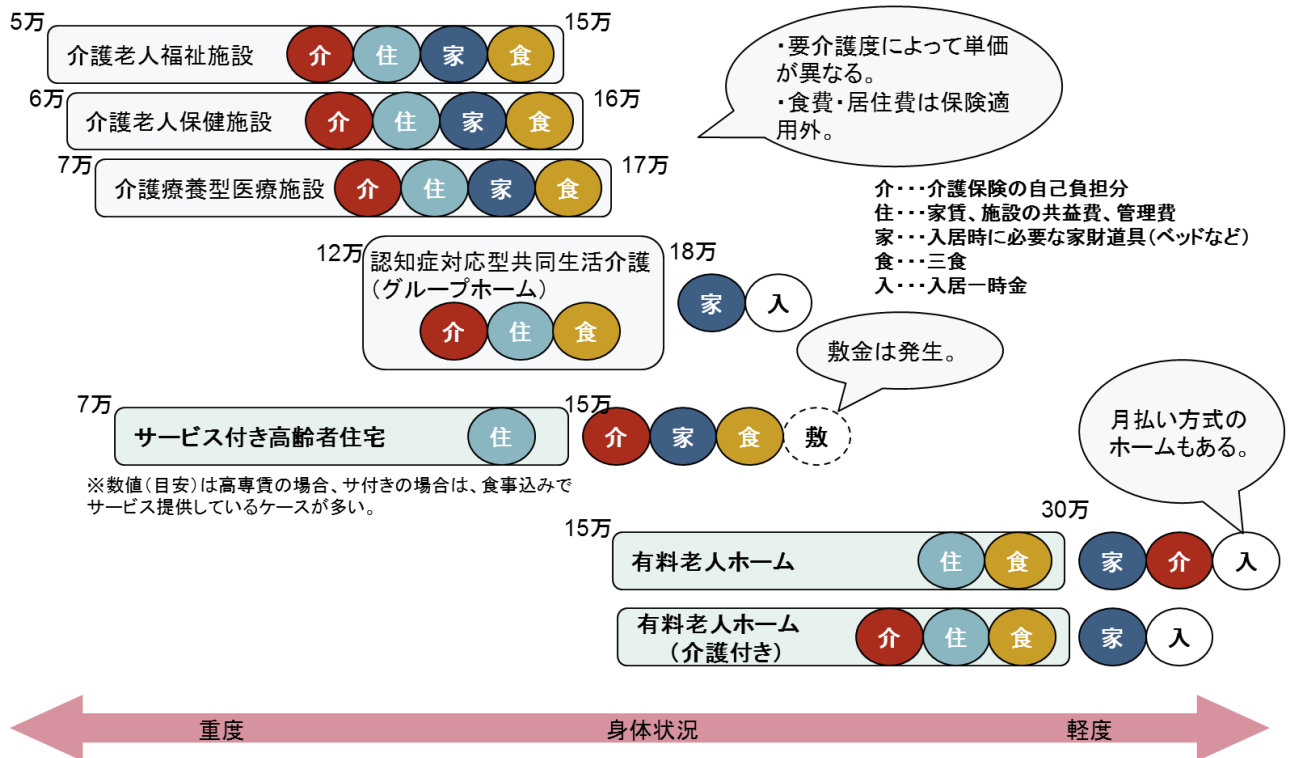 5万
15万
介護老人福祉施設
介
住
家
食
6万
16万
介護老人保健施設
介
住
家
食
7万
17万
介護療養型医療施設
介
住
家
食
・要介護度によって単価
が異なる。
・食費・居住費は保険適
用外。
介・・・介護保険の自己負担分
住・・・家賃、施設の共益費、管理費
家・・・入居時に必要な家財道具(ベッドなど)
食・・・三食
入・・・入居一時金
12万
18万
認知症対応型共同生活介護
(グループホーム)
介
住
食
家
入
敷金は発生。
7万
15万
サービス付き高齢者住宅
住
介
家
食
敷
※数値(目安)は高専賃の場合、サ付きの場合は、食事込みで
サービス提供しているケースが多い。
月払い方式の
ホームもある。
15万
30万
有料老人ホーム
住
食
家
介
入
有料老人ホーム
(介護付き)
介
住
食
家
入
重度
身体状況
軽度